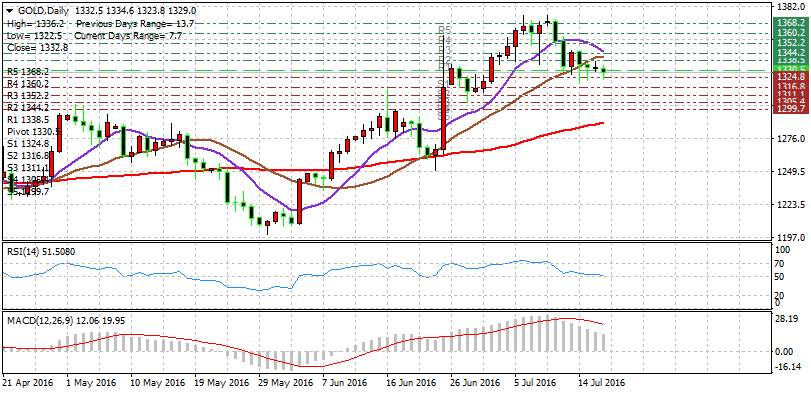 GOLD,Daily 1332.5 1334.6 1323.8 1329.0
High= 1336.2 Previous Days Range= 13.7
Low= 1322.5 Current Days Range= 7.7
Close= 1332.8
R5 1368.2
R4 1360.2
R3 1352.2
R2 1344.2
R1 1338.5
Pivot 1330.5
S1 1324.8
S2 1316.8
S3 1311.1
1382.0
1368.2
1360.2
1352.2
1344.2
1338.5
1330.5
1324.8
1316.8
1311.1
1305.4
1299.7
1276.0
1249.5
1223.5
1197.0
RSI(14) 51.5080
100
70
50
20
0
MACD(12,26,9) 12.06 19.95
28.19
0.00
-16.14
21 Apr 2016 1 May 2016 10 May 2016 19 May 2016 29 May 2016 7 Jun 2016 16 Jun 2016 26 Jun 2016 5 Jul 2016 14 Jul 2016